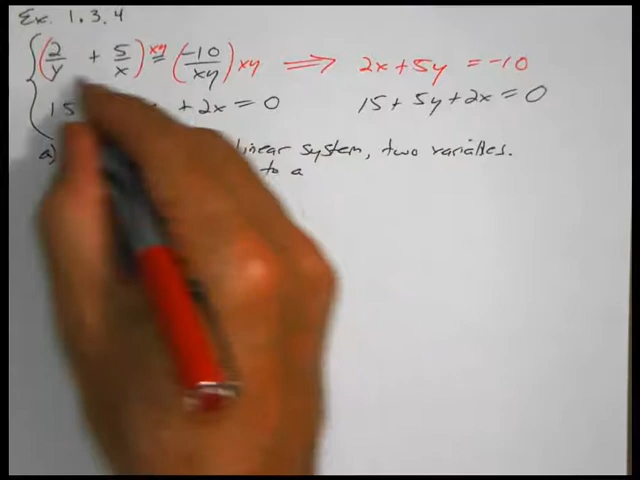 Ex. 1.3.4
(2/y + 5/x) xy = (-10/xy) xy ⟹ 2x + 5y = -10
15 + 2x = 0 15 + 5y + 2x = 0
a) linear system, two variables.
to a